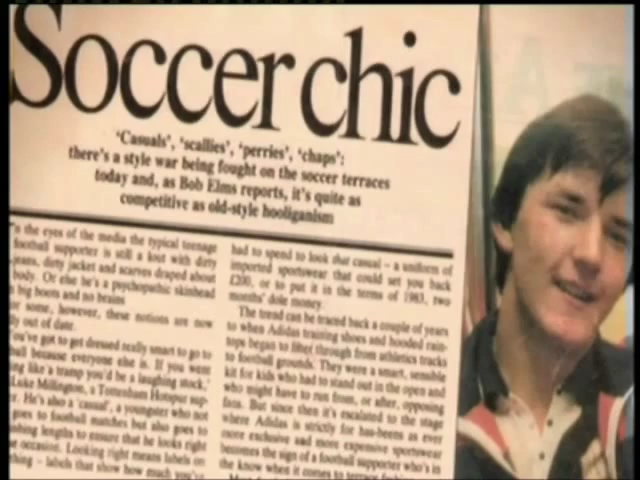 Soccer chic
'Casuals', 'scallies', 'perries', 'chaps':
there's a style war being fought on the soccer terraces
today and, as Bob Elms reports, it's quite as
competitive as old-style hooliganism
n the eyes of the media the typical teenage
football supporter is still a lout with dirty
jeans, dirty jacket and scarves draped about
body. Or else he's a psychopathic skinhead
big boots and no brains
or some, however, these notions are now
ly out of date.
ou've got to get dressed really smart to go to
ball because everyone else is. If you went
ng like a tramp you'd be a laughing stock,'
Luke Millington, a Tottenham Hotspur sup-
r. He's also a 'casual', a youngster who not
goes to football matches but also goes to
shing lengths to ensure that he looks right
e occasion. Looking right means labels on
thing – labels that show how much you've
had to spend to look that casual – a uniform of
imported sportswear that could set you back
£200, or to put it in the terms of 1983, two
months' dole money.
The trend can be traced back a couple of years
to when Adidas training shoes and hooded rain-
tops began to filter through from athletics tracks
to football grounds. They were a smart, sensible
kit for kids who had to stand out in the open and
who might have to run from, or after, opposing
fans. But since then it's escalated to the stage
where Adidas is strictly for has-beens as ever
more exclusive and more expensive sportswear
becomes the sign of a football supporter who's in
the know when it comes to terrace